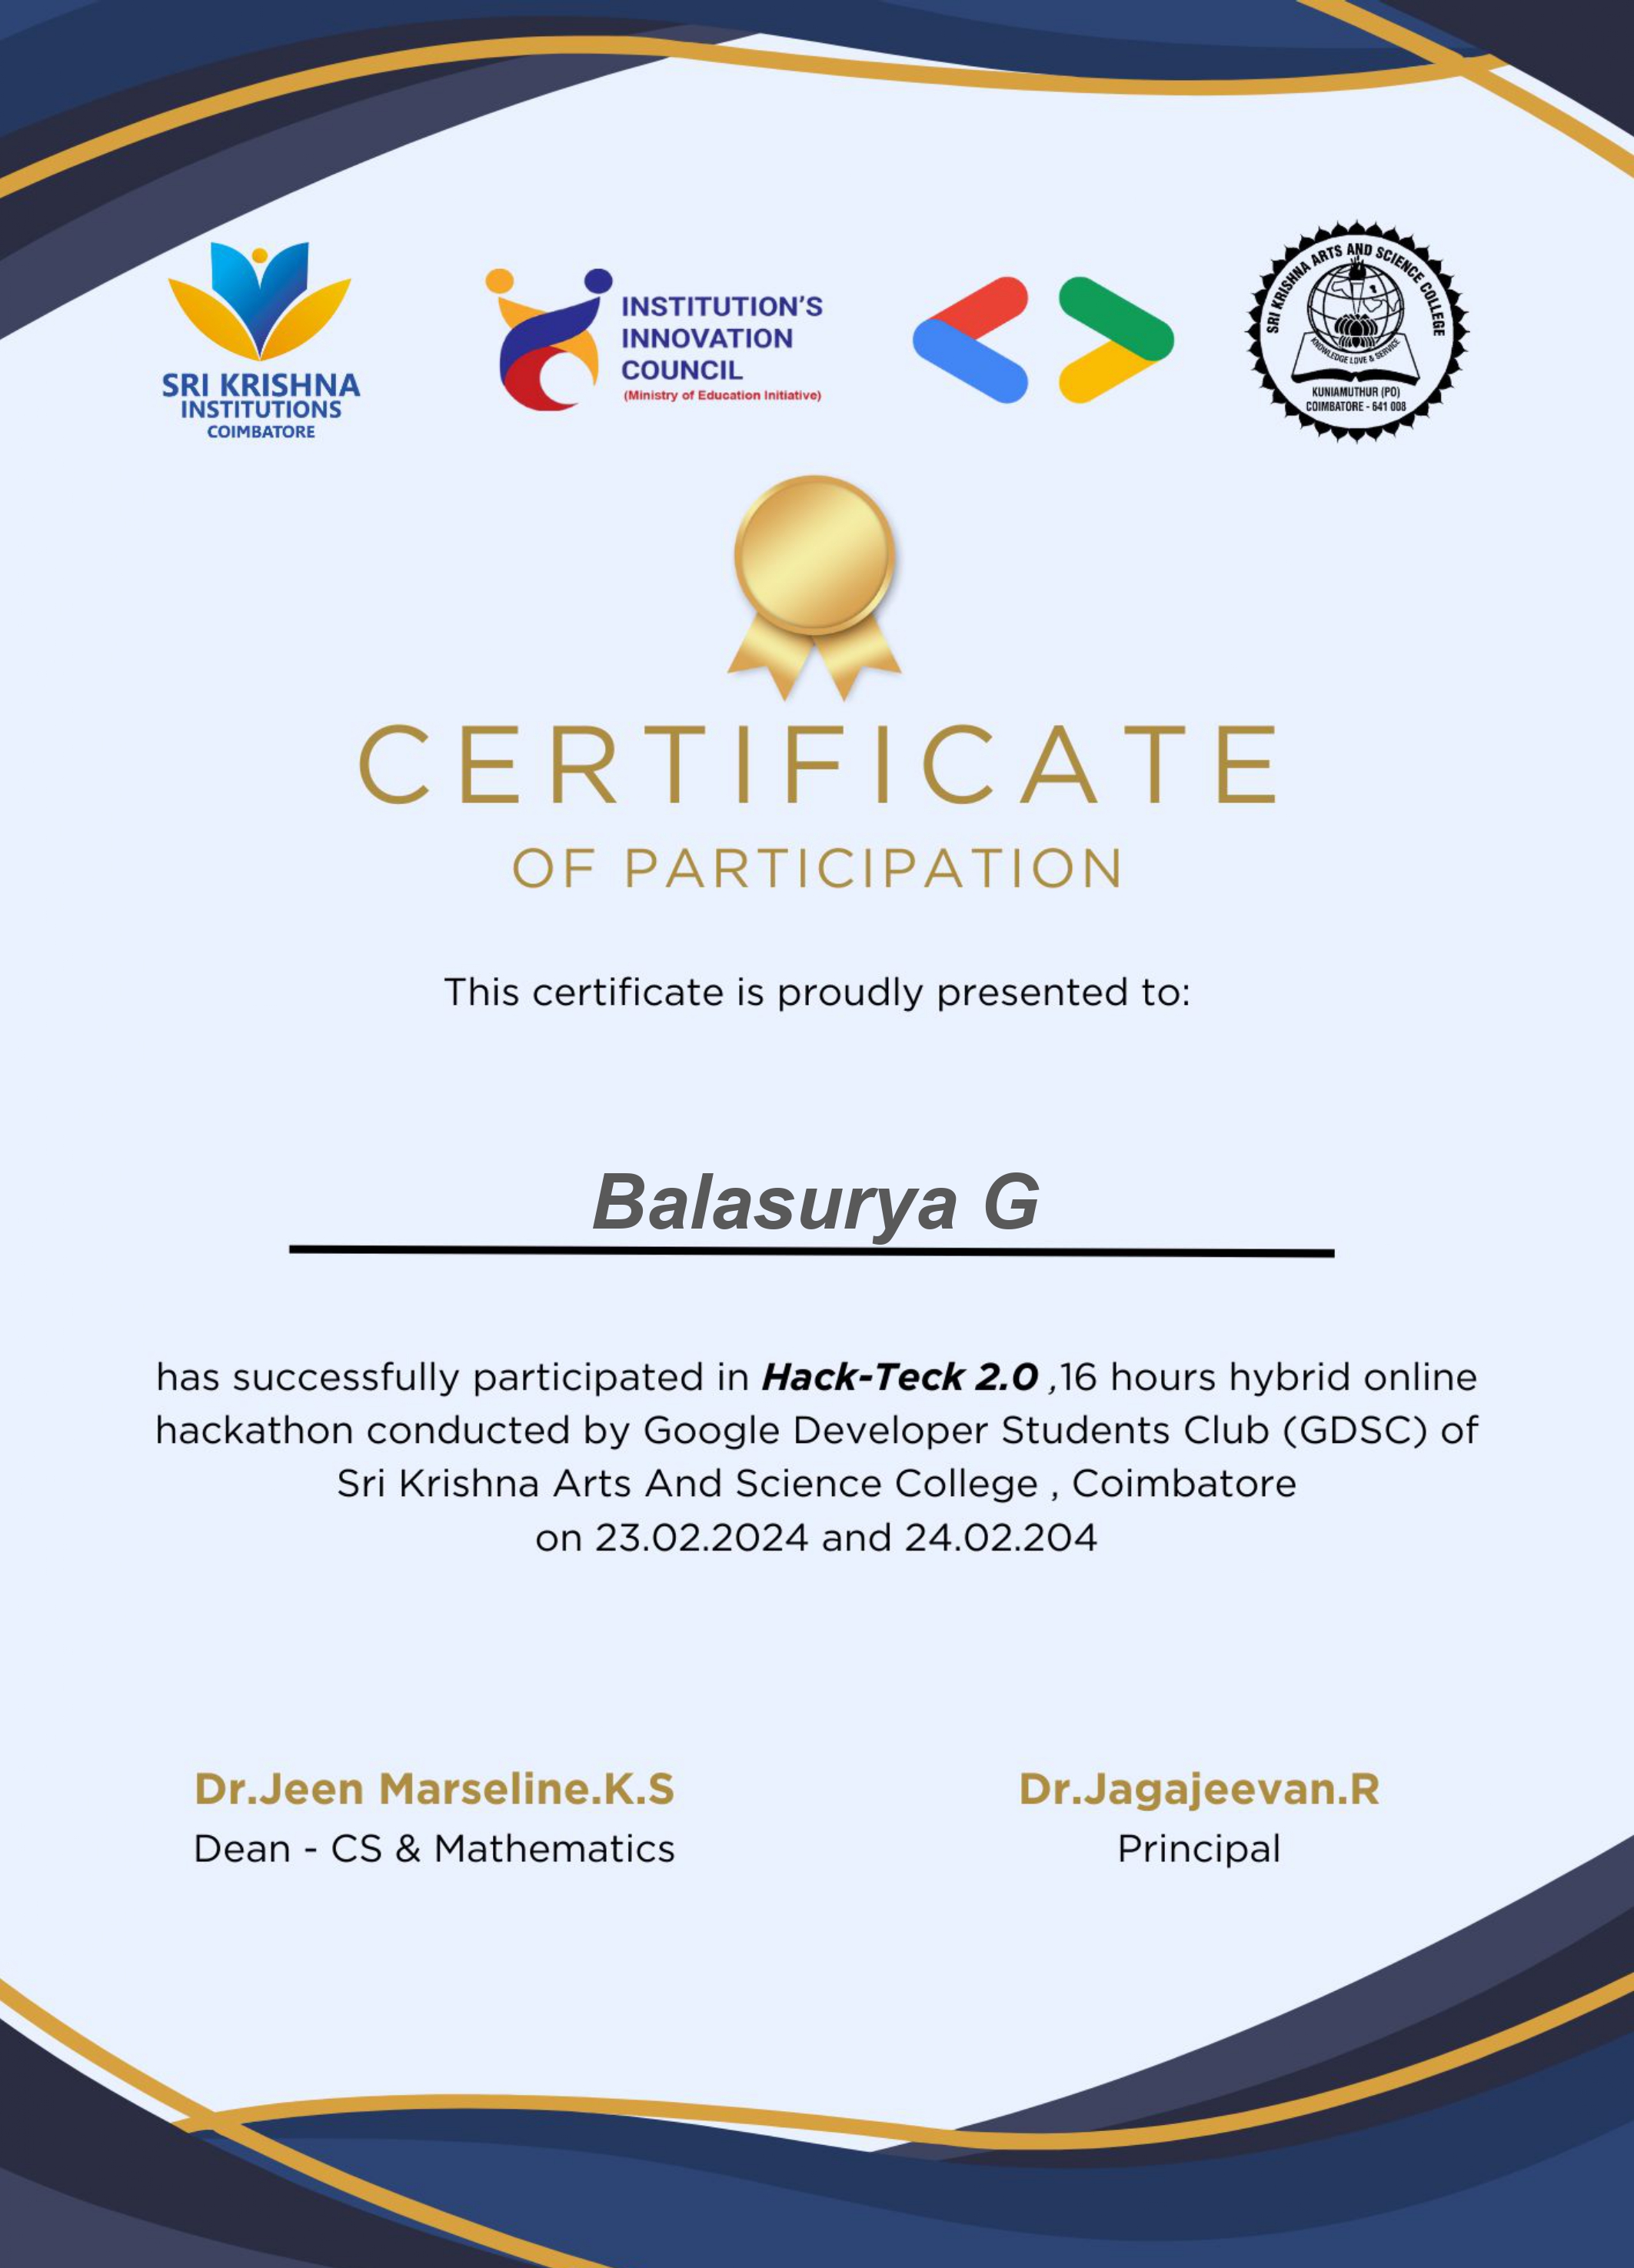 SRI KRISHNA
INSTITUTIONS
COIMBATORE
INSTITUTION'S
INNOVATION
COUNCIL
(Ministry of Education Initiative)
SRI KRISHNA ARTS AND SCIENCE COLLEGE
KNOWLEDGE LOVE & SERVICE
KUNIAMUTHUR (PO)
COIMBATORE - 641 008
CERTIFICATE
OF PARTICIPATION
This certificate is proudly presented to:
Balasurya G
has successfully participated in Hack-Teck 2.0 ,16 hours hybrid online
hackathon conducted by Google Developer Students Club (GDSC) of
Sri Krishna Arts And Science College , Coimbatore
on 23.02.2024 and 24.02.204
Dr.Jeen Marseline.K.S
Dean - CS & Mathematics
Dr.Jagajeevan.R
Principal